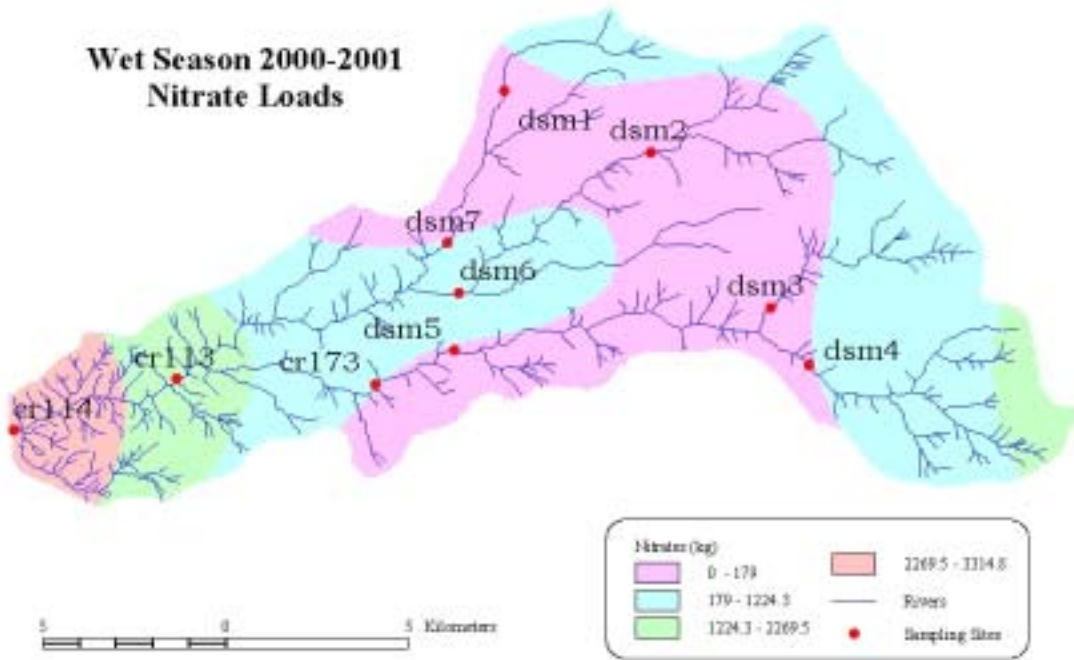 Wet Season 2000-2001
Nitrate Loads
dsm1
dsm2
dsm7
dsm6
dsm3
dsm5
dsm4
cr113
cr173
cr114
Nitrates (kg)
0 - 179
179 - 1224.3
1224.3 - 2269.5
2269.5 - 3314.8
Rivers
Sampling Sites
5 0 5 Kilometers